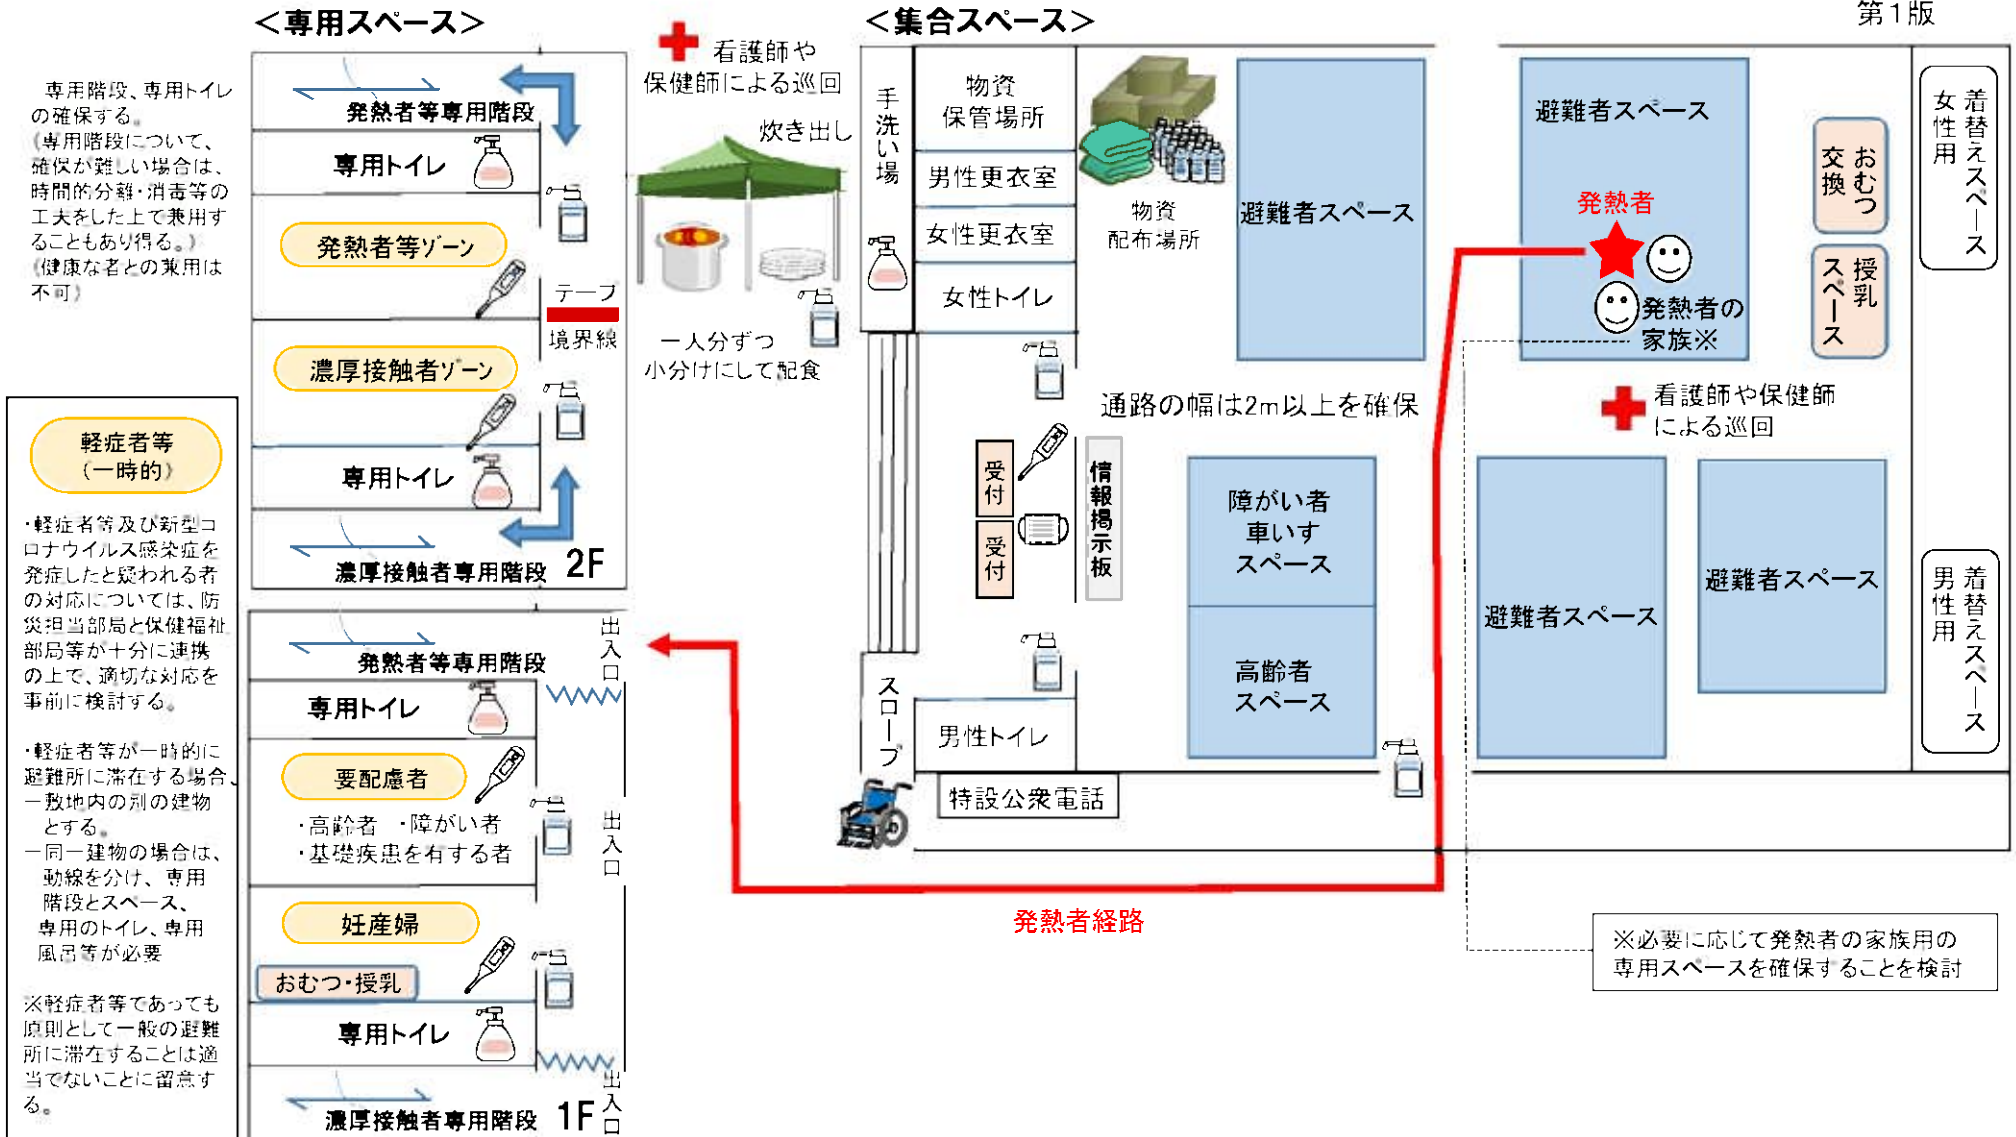 <専用スペース>
<集合スペース>
第1版
専用階段、専用トイレ
の確保する。
(専用階段について、
確保が難しい場合は、
時間的分離・消毒等の
工夫をした上で兼用す
ることもあり得る。)
(健康な者との兼用は
不可)
軽症者等
(一時的)
・軽症者等及び新型コ
ロナウイルス感染症を
発症したと疑われる者
の対応については、防
災担当部局と保健福祉
部局等が十分に連携
の上で、適切な対応を
事前に検討する。
・軽症者等が一時的に
避難所に滞在する場合、
ー敷地内の別の建物
とする。
ー同一建物の場合は、
動線を分け、専用
階段とスペース、
専用のトイレ、専用
風呂等が必要
※軽症者等であっても
原則として一般の避難
所に滞在することは適
当でないことに留意す
る。
発熱者等専用階段
専用トイレ
発熱者等ゾーン
テープ
境界線
濃厚接触者ゾーン
専用トイレ
濃厚接触者専用階段
2F
発熱者等専用階段
出入口
専用トイレ
要配慮者
・高齢者 ・障がい者
・基礎疾患を有する者
出入口
妊産婦
おむつ・授乳
専用トイレ
濃厚接触者専用階段
1F
出入口
看護師や
保健師による巡回
炊き出し
一人分ずつ
小分けにして配食
手洗い場
物資
保管場所
男性更衣室
女性更衣室
女性トイレ
物資
配布場所
避難者スペース
避難者スペース
発熱者
発熱者の
家族※
おむつ
交換
授乳
スペース
着替えスペース
女性用
通路の幅は2m以上を確保
看護師や保健師
による巡回
受付
受付
情報掲示板
障がい者
車いす
スペース
高齢者
スペース
避難者スペース
避難者スペース
着替えスペース
男性用
スロープ
男性トイレ
特設公衆電話
発熱者経路
※必要に応じて発熱者の家族用の
専用スペースを確保することを検討